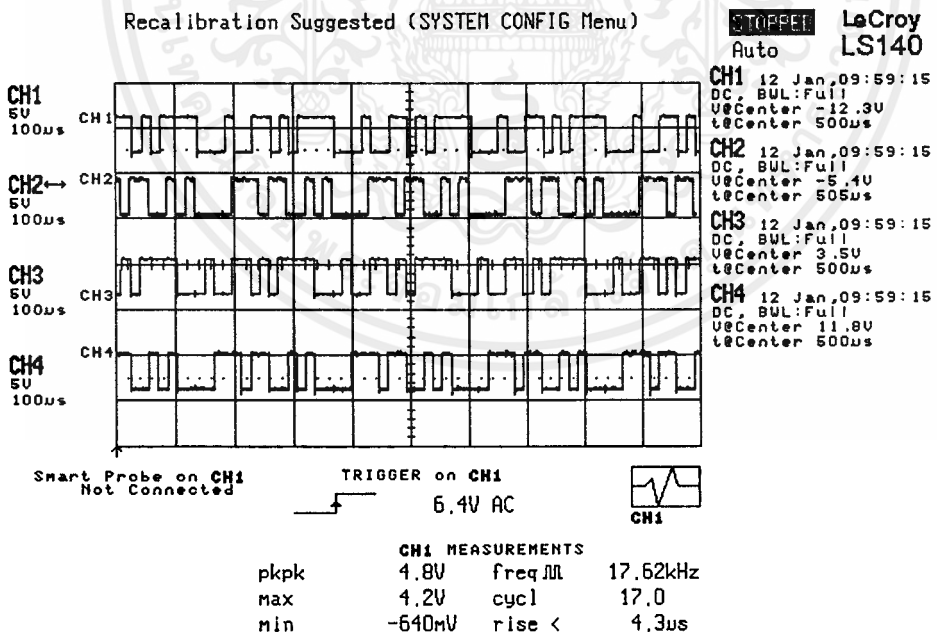 Recalibration Suggested (SYSTEM CONFIG Menu)
STOPPED
Auto
LeCroy
LS140
CH1
5V
100µs
CH2↔
5V
100µs
CH3
5V
100µs
CH4
5V
100µs
CH1
CH2
CH3
CH4
CH1 12 Jan,09:59:15
DC, BWL:Full
V@Center -12.3V
t@Center 500µs
CH2 12 Jan,09:59:15
DC, BWL:Full
V@Center -5.4V
t@Center 505µs
CH3 12 Jan,09:59:15
DC, BWL:Full
V@Center 3.5V
t@Center 500µs
CH4 12 Jan,09:59:15
DC, BWL:Full
V@Center 11.8V
t@Center 500µs
Smart Probe on CH1
Not Connected
TRIGGER on CH1
6.4V AC
CH1
CH1 MEASUREMENTS
pkpk 4.8V freq 17.62kHz
max 4.2V cycl 17.0
min -640mV rise < 4.3µs